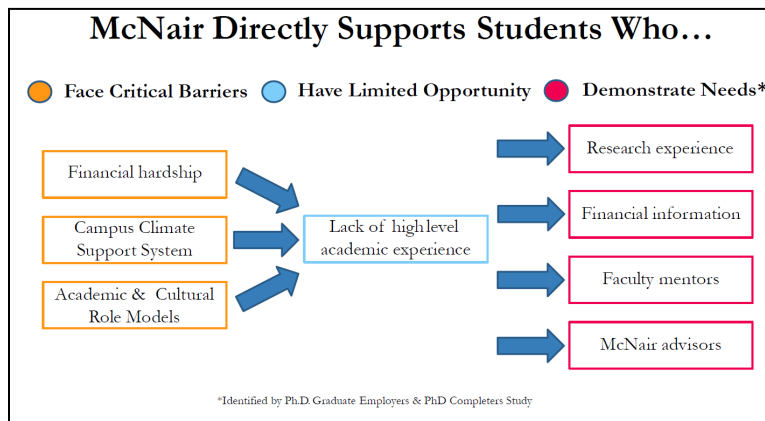 McNair Directly Supports Students Who…
Face Critical Barriers
Have Limited Opportunity
Demonstrate Needs*
Financial hardship
Campus Climate
Support System
Academic & Cultural
Role Models
Lack of high level
academic experience
Research experience
Financial information
Faculty mentors
McNair advisors
*Identified by Ph.D. Graduate Employers & PhD Completers Study